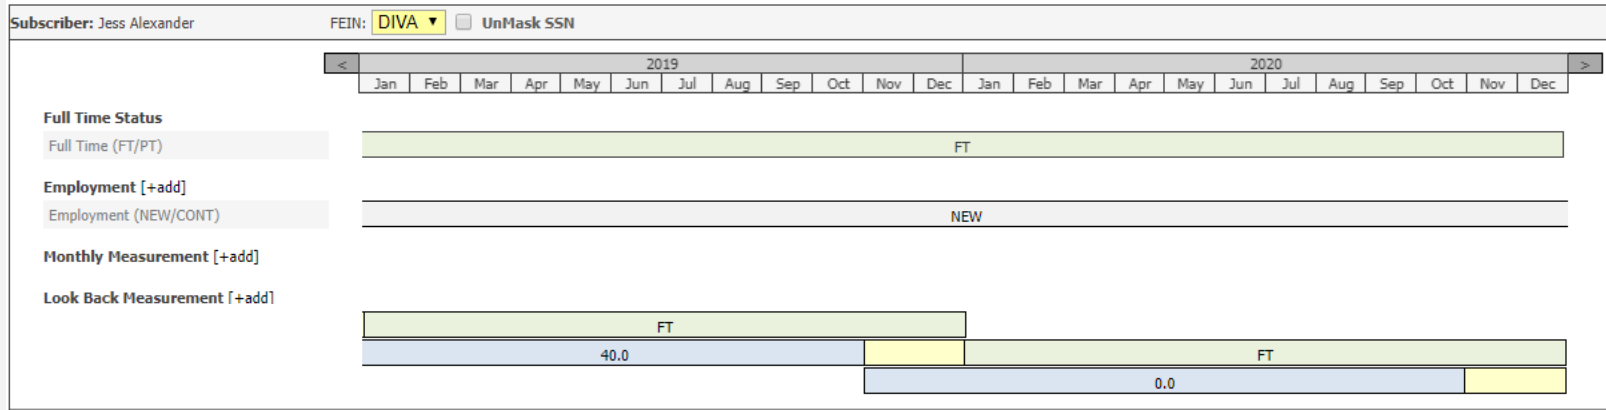 Subscriber: Jess Alexander FEIN: DIVA ▼ UnMask SSN
< 2019 2020 >
Jan Feb Mar Apr May Jun Jul Aug Sep Oct Nov Dec Jan Feb Mar Apr May Jun Jul Aug Sep Oct Nov Dec
Full Time Status
Full Time (FT/PT) FT
Employment [+add]
Employment (NEW/CONT) NEW
Monthly Measurement [+add]
Look Back Measurement [+add]
FT
40.0 FT
0.0